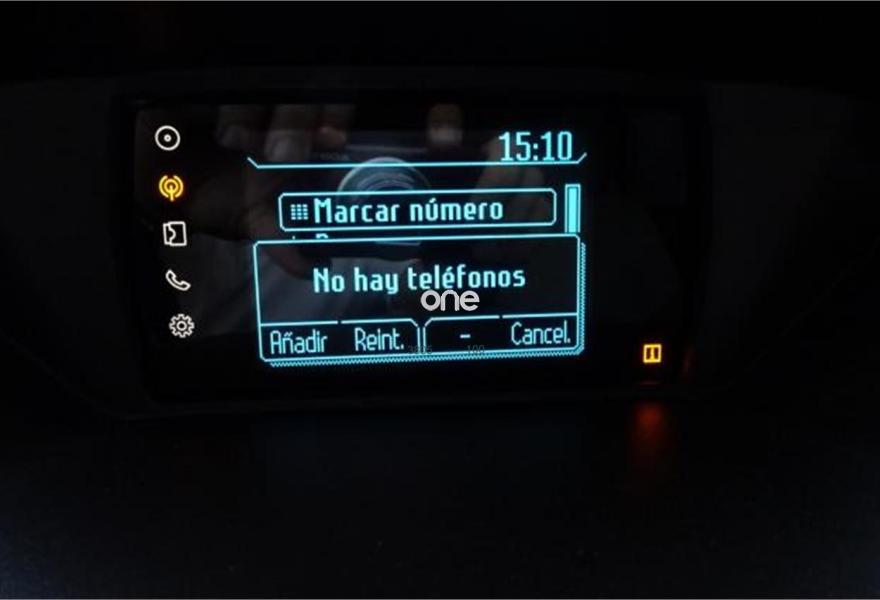 15:10
Marcar número
No hay teléfonos
one
Añadir Reint. - Cancel.